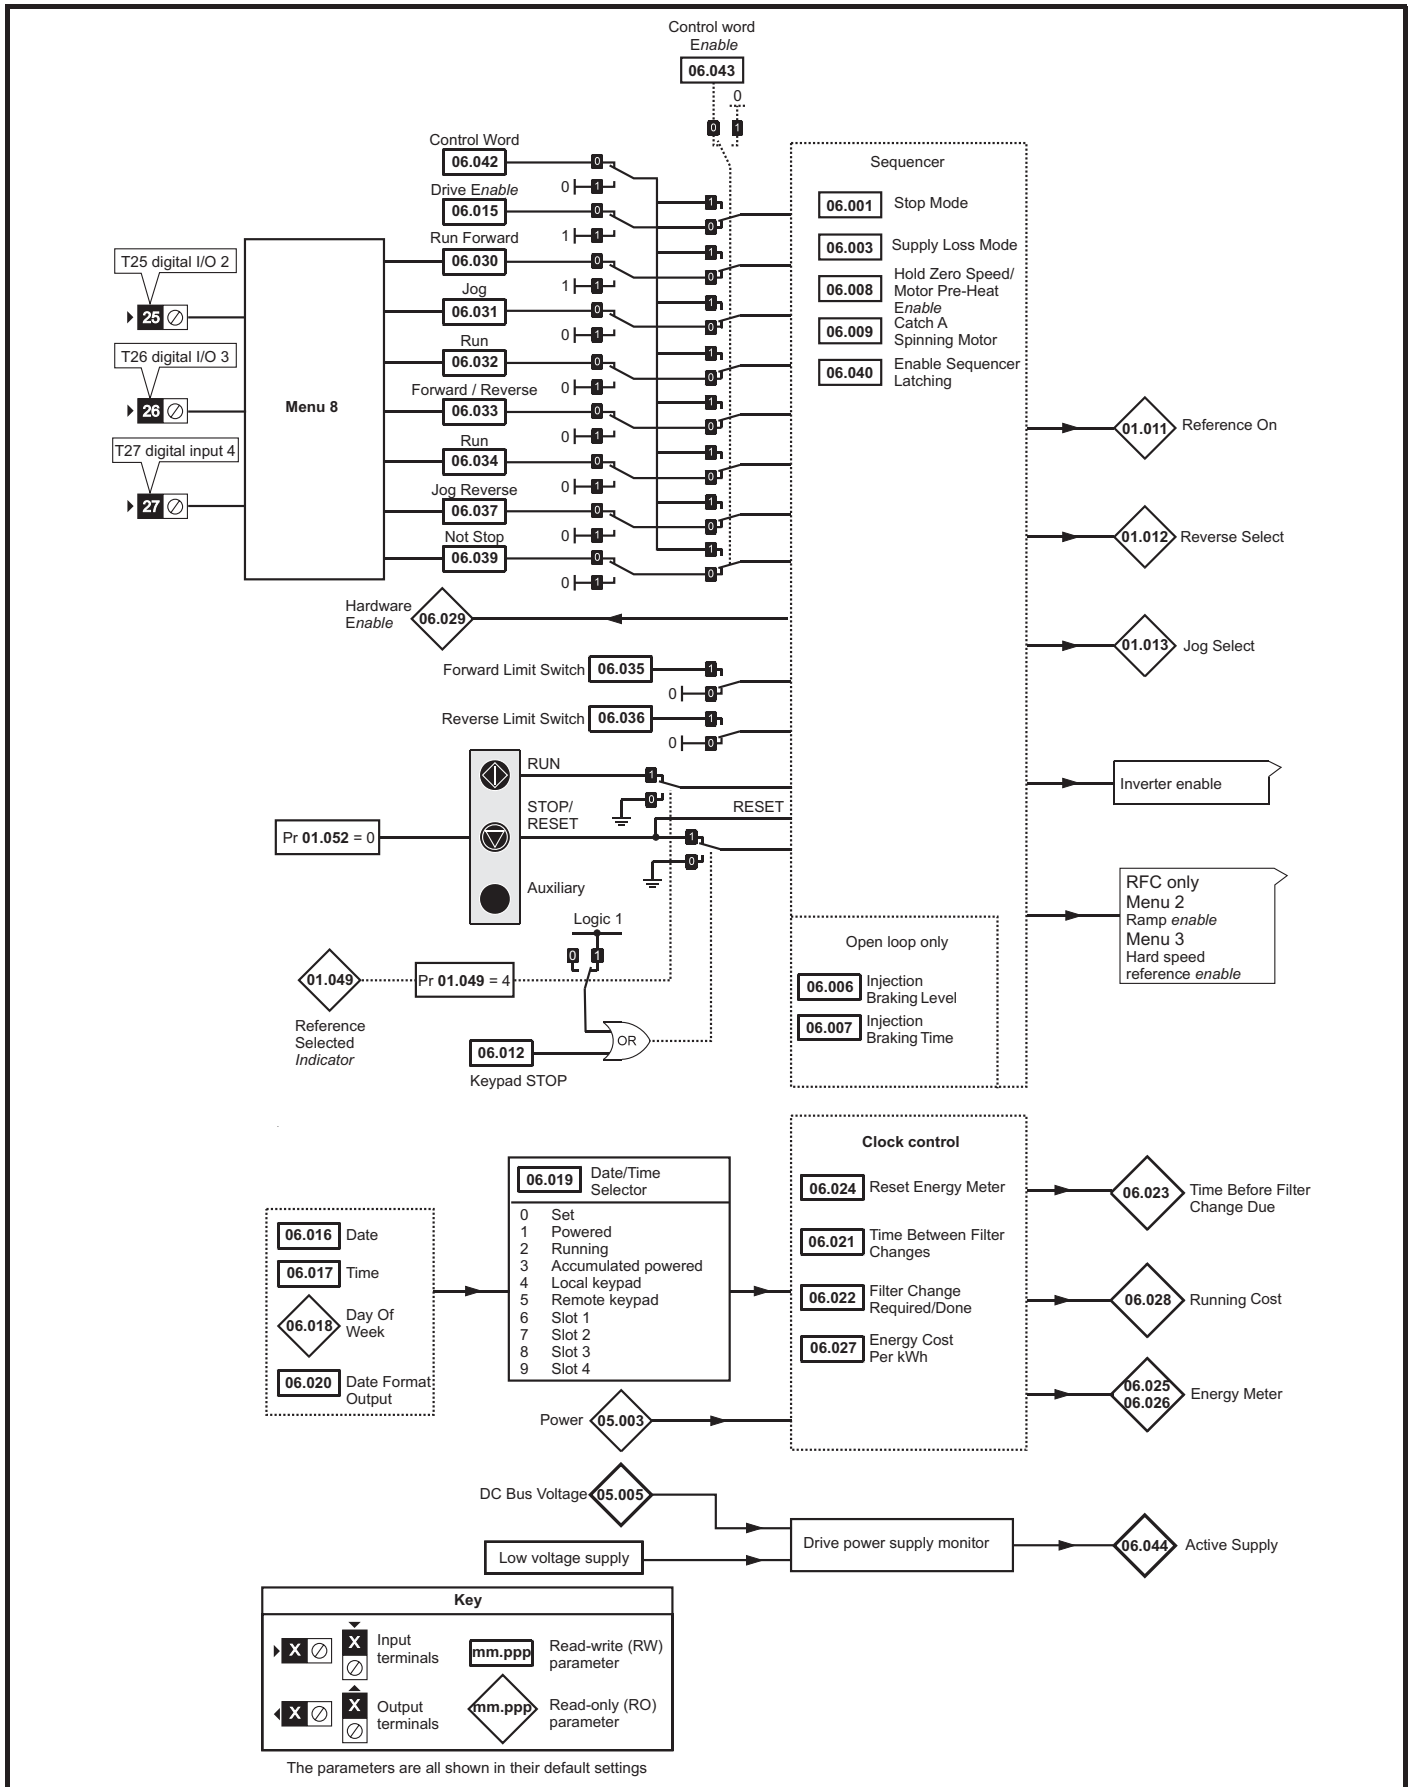 Control word
Enable
06.043
0
0 1
Control Word
06.042
0
0 1
Drive Enable
06.015
0
1 1
Run Forward
06.030
0
1 1
Jog
06.031
0
0 1
Run
06.032
0
0 1
Forward / Reverse
06.033
0
0 1
Run
06.034
0
0 1
Jog Reverse
06.037
0
0 1
Not Stop
06.039
0
0 1
1
0
1
0
1
0
1
0
1
0
1
0
1
0
1
0
T25 digital I/O 2
25
T26 digital I/O 3
26
T27 digital input 4
27
Menu 8
Sequencer
06.001 Stop Mode
06.003 Supply Loss Mode
06.008 Hold Zero Speed/
Motor Pre-Heat
Enable
06.009 Catch A
Spinning Motor
06.040 Enable Sequencer
Latching
01.011 Reference On
01.012 Reverse Select
01.013 Jog Select
Inverter enable
RFC only
Menu 2
Ramp enable
Menu 3
Hard speed
reference enable
Hardware
Enable
06.029
Forward Limit Switch 06.035 1
0 0
Reverse Limit Switch 06.036 1
0 0
RUN
1
0
STOP/
RESET
RESET
1
0
Auxiliary
Pr 01.052 = 0
Logic 1
0 1
01.049
Pr 01.049 = 4
Reference
Selected
Indicator
OR
06.012
Keypad STOP
Open loop only
06.006 Injection
Braking Level
06.007 Injection
Braking Time
06.016 Date
06.017 Time
06.018 Day Of
Week
06.020 Date Format
Output
06.019 Date/Time
Selector
0 Set
1 Powered
2 Running
3 Accumulated powered
4 Local keypad
5 Remote keypad
6 Slot 1
7 Slot 2
8 Slot 3
9 Slot 4
Clock control
06.024 Reset Energy Meter
06.021 Time Between Filter
Changes
06.022 Filter Change
Required/Done
06.027 Energy Cost
Per kWh
06.023 Time Before Filter
Change Due
06.028 Running Cost
06.025
06.026
Energy Meter
Power 05.003
DC Bus Voltage 05.005
Low voltage supply
Drive power supply monitor
06.044 Active Supply
Key
X X Input
terminals
mm.ppp Read-write (RW)
parameter
X X Output
terminals
mm.ppp Read-only (RO)
parameter
The parameters are all shown in their default settings